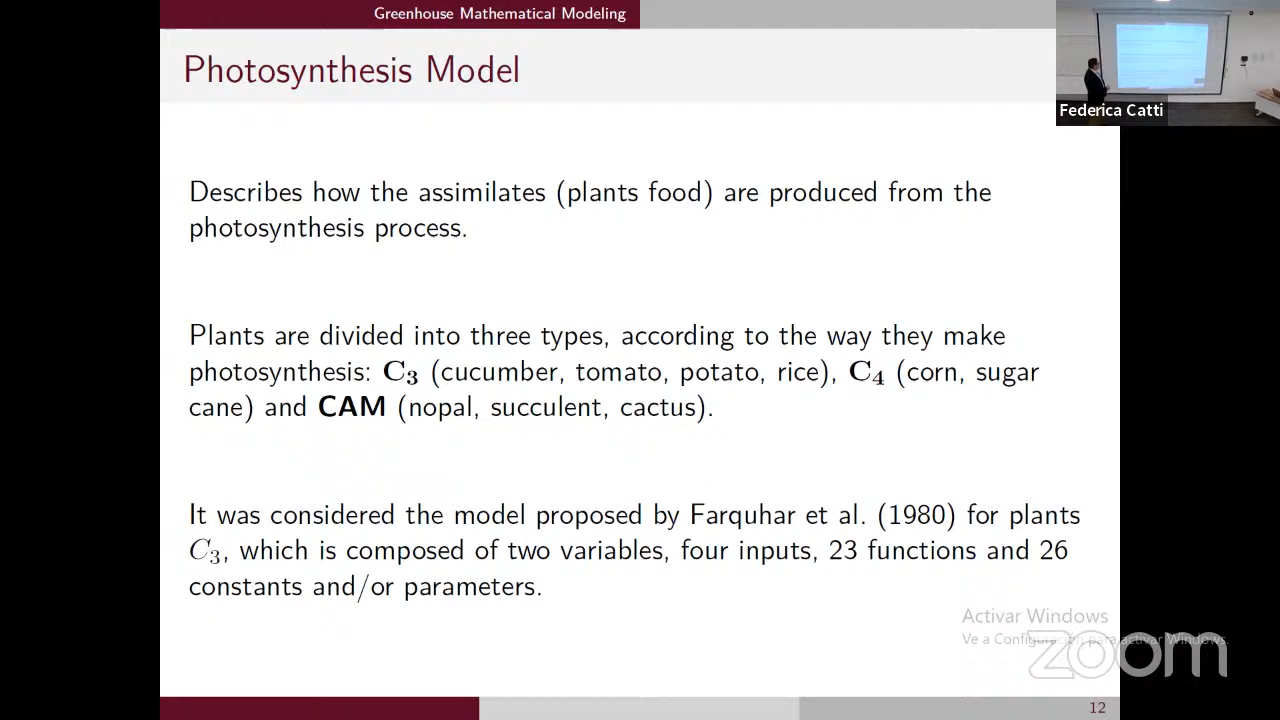 Greenhouse Mathematical Modeling
Photosynthesis Model
Federica Catti
Describes how the assimilates (plants food) are produced from the
photosynthesis process.
Plants are divided into three types, according to the way they make
photosynthesis: C₃ (cucumber, tomato, potato, rice), C₄ (corn, sugar
cane) and CAM (nopal, succulent, cactus).
It was considered the model proposed by Farquhar et al. (1980) for plants
C₃, which is composed of two variables, four inputs, 23 functions and 26
constants and/or parameters.
Activar Windows
Ve a Configuración para activar Windows.
zoom
12